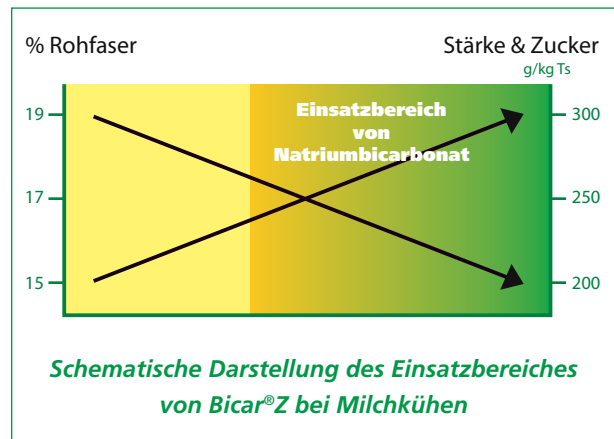 % Rohfaser
Stärke & Zucker
g/kg Ts
Einsatzbereich
von
Natriumbicarbonat
19
300
17
250
15
200
Schematische Darstellung des Einsatzbereiches
von Bicar®Z bei Milchkühen